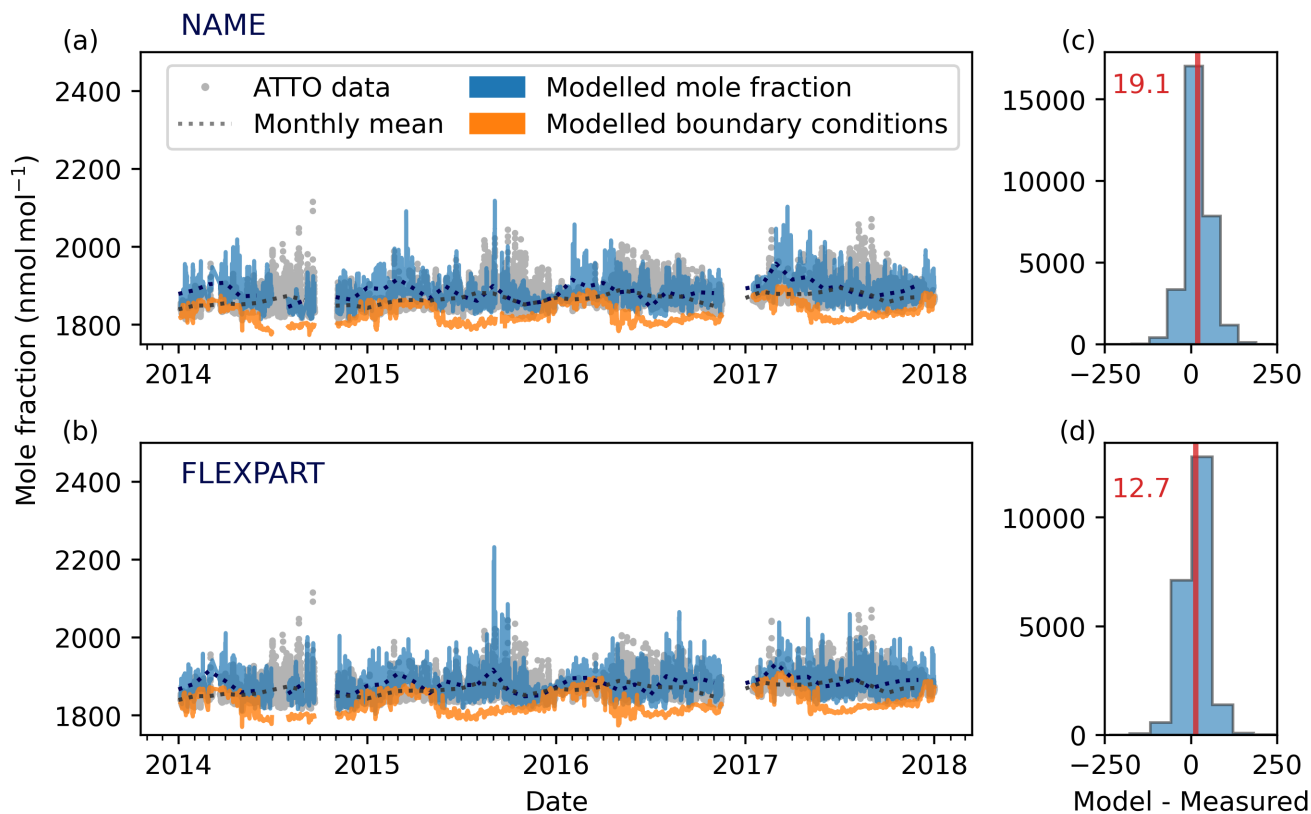 NAME
(a)
(c)
2400
2200
2000
1800
ATTO data
Monthly mean
Modelled mole fraction
Modelled boundary conditions
2014 2015 2016 2017 2018
19.1
15000
10000
5000
0
−250 0 250
Mole fraction (nmol mol⁻¹)
(b)
(d)
FLEXPART
2400
2200
2000
1800
2014 2015 2016 2017 2018
Date
12.7
10000
5000
0
−250 0 250
Model - Measured